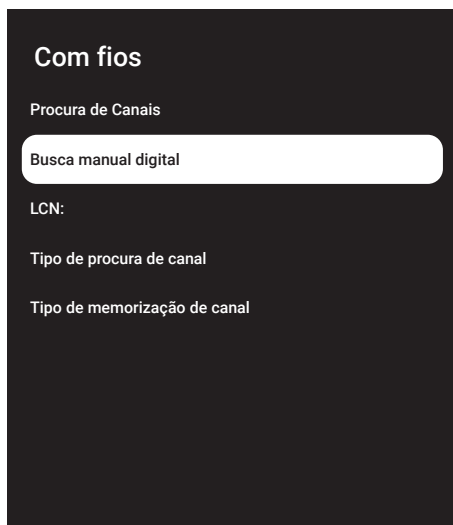 Com fios
Procura de Canais
Busca manual digital
LCN:
Tipo de procura de canal
Tipo de memorização de canal